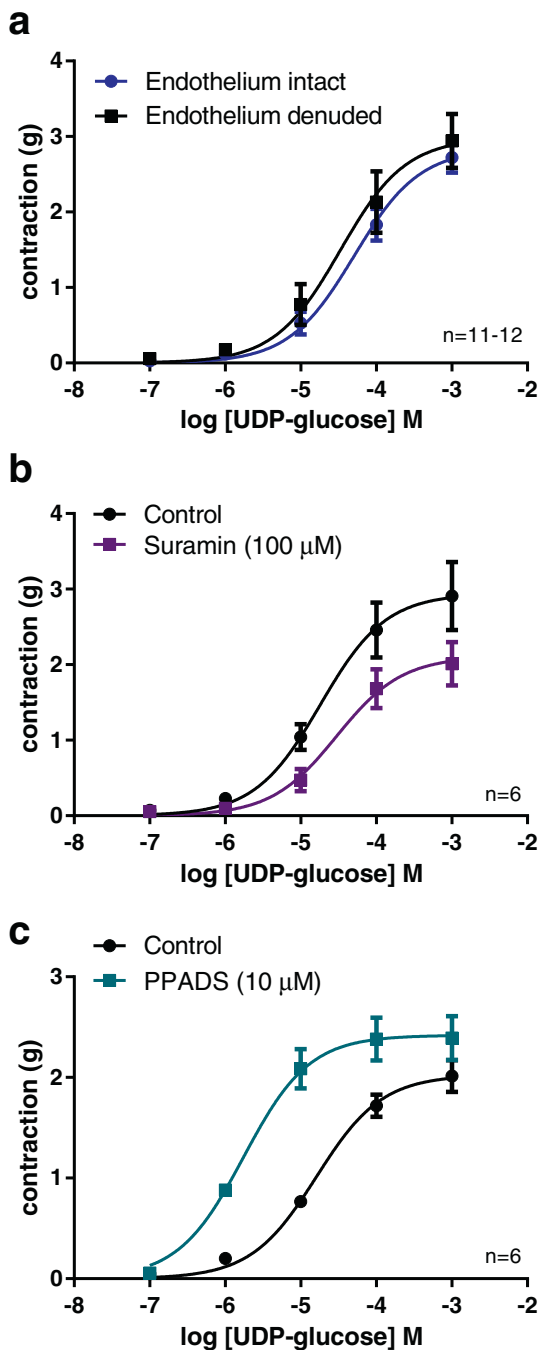 a
4
Endothelium intact
Endothelium denuded
3
2
1
0
contraction (g)
n=11-12
-8 -7 -6 -5 -4 -3 -2
log [UDP-glucose] M
b
4
Control
Suramin (100 μM)
3
2
1
0
contraction (g)
n=6
-8 -7 -6 -5 -4 -3 -2
log [UDP-glucose] M
c
Control
3
PPADS (10 μM)
2
1
0
contraction (g)
n=6
-8 -7 -6 -5 -4 -3 -2
log [UDP-glucose] M